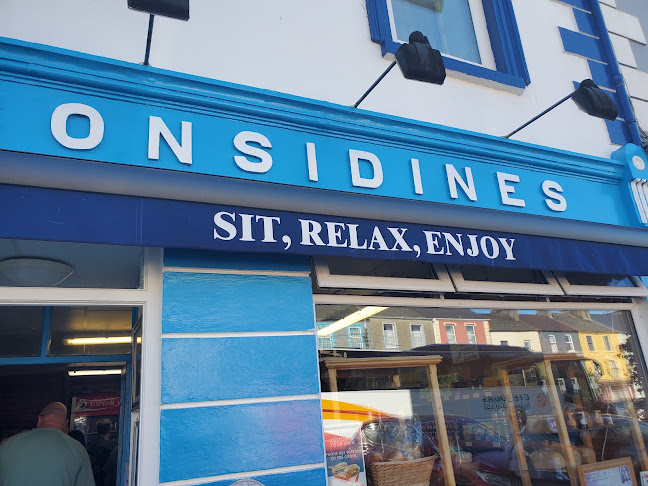 ONSIDINES
SIT, RELAX, ENJOY